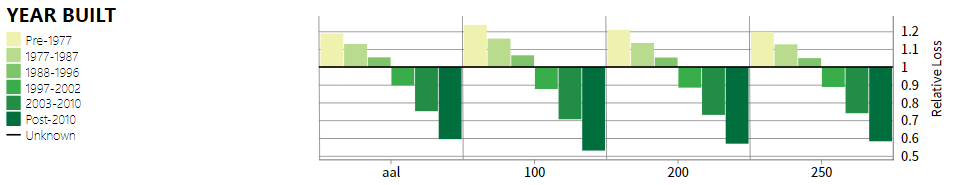 YEAR BUILT
Pre-1977
1977-1987
1988-1996
1997-2002
2003-2010
Post-2010
Unknown
1.2
1.1
1
0.9
0.8
0.7
0.6
0.5
Relative Loss
aal 100 200 250